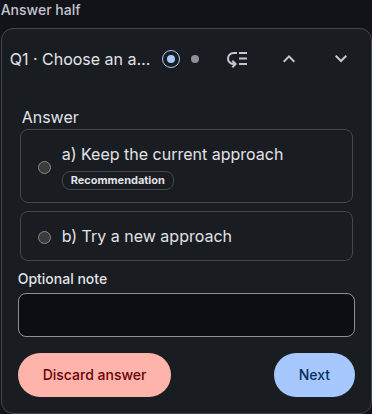 Answer half
Q1 · Choose an a...
Answer
a) Keep the current approach
Recommendation
b) Try a new approach
Optional note
Discard answer
Next